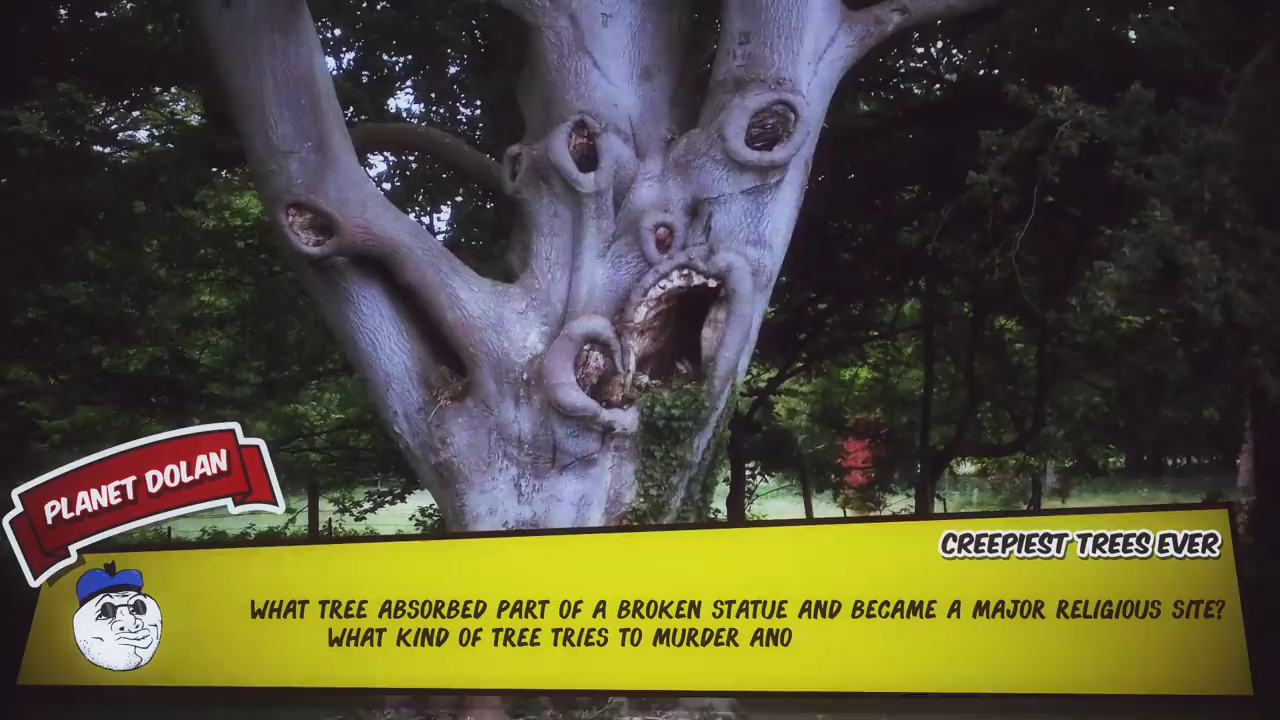 PLANET DOLAN
CREEPIEST TREES EVER
WHAT TREE ABSORBED PART OF A BROKEN STATUE AND BECAME A MAJOR RELIGIOUS SITE?
WHAT KIND OF TREE TRIES TO MURDER ANO